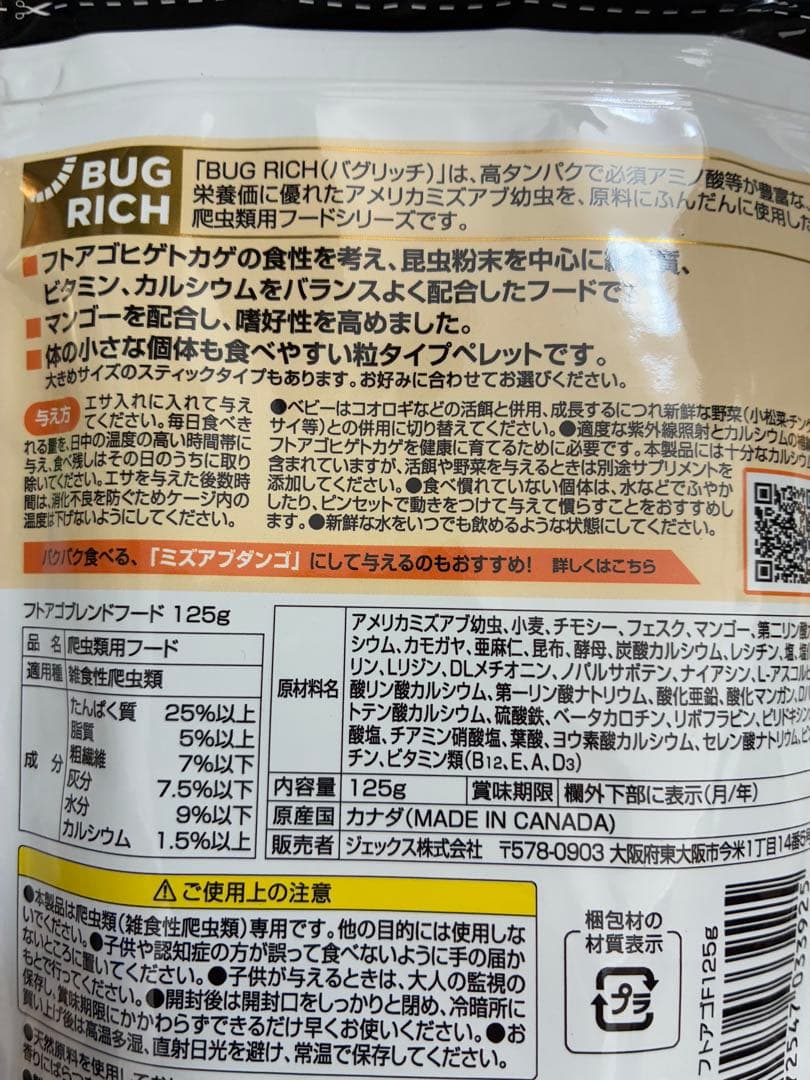 BUG
RICH
「BUG RICH(バグリッチ)」は、高タンパクで必須アミノ酸等が豊富な、
栄養価に優れたアメリカミズアブ幼虫を、原料にふんだんに使用した
爬虫類用フードシリーズです。
■フトアゴヒゲトカゲの食性を考え、昆虫粉末を中心に 質、
ビタミン、カルシウムをバランスよく配合したフードで
■マンゴーを配合し、嗜好性を高めました。
■体の小さな個体も食べやすい粒タイプペレットです。
大きめサイズのスティックタイプもあります。お好みに合わせてお選びください。
与え方
エサ入れに入れて与え
てください。毎日食べき
れる量を、日中の温度の高い時間帯に
与え、食べ残しはその日のうちに取り
除いてください。エサを与えた後数時
間は、消化不良を防ぐためケージ内の
温度は下げないようにしてください。
●ベビーはコオロギなどの活餌と併用、成長するにつれ新鮮な野菜(小松菜・チンゲ
サイ等)との併用に切り替えてください。●適度な紫外線照射とカルシウムの
フトアゴヒゲトカゲを健康に育てるために必要です。本製品には十分なカルシウム
含まれていますが、活餌や野菜を与えるときは別途サプリメントを
添加してください。●食べ慣れていない個体は、水などでふやか
したり、ピンセットで動きをつけて与えて慣らすことをおすすめし
ます。●新鮮な水をいつでも飲めるような状態にしてください。
パクパク食べる、「ミズアブダンゴ」にして与えるのもおすすめ! 詳しくはこちら
フトアゴブレンドフード 125g
品 名 爬虫類用フード
適用種 雑食性爬虫類
成 分
たんぱく質 25%以上
脂質 5%以上
粗繊維 7%以下
灰分 7.5%以下
水分 9%以下
カルシウム 1.5%以上
原材料名
アメリカミズアブ幼虫、小麦、チモシー、フェスク、マンゴー、第二リン酸カ
シウム、カモガヤ、亜麻仁、昆布、酵母、炭酸カルシウム、レシチン、塩、塩
リン、Lリジン、DLメチオニン、ノパルサボテン、ナイアシン、L-アスコルビ
酸リン酸カルシウム、第一リン酸ナトリウム、酸化亜鉛、酸化マンガン、D
トテン酸カルシウム、硫酸鉄、ベータカロチン、リボフラビン、ピリドキシン
酸塩、チアミン硝酸塩、葉酸、ヨウ素酸カルシウム、セレン酸ナトリウム、ビ
チン、ビタミン類(B12、E、A、D3)
内容量 125g 賞味期限 欄外下部に表示(月/年)
原産国 カナダ(MADE IN CANADA)
販売者 ジェックス株式会社 〒578-0903 大阪府東大阪市今米1丁目14番5号
⚠ご使用上の注意
●本製品は爬虫類(雑食性爬虫類)専用です。他の目的には使用しな
いでください。●子供や認知症の方が誤って食べないように手の届か
ないところに置いてください。●子供が与えるときは、大人の監視の
もとで行ってください。●開封後は開封口をしっかりと閉め、冷暗所に
保存し、賞味期限にかかわらずできるだけ早くお使いください。●お
買い上げ後は高温多湿、直射日光を避け、常温で保存してください。
●天然原料を使用して
香りにばらつ
梱包材の
材質表示
プラ
フトアゴF125g